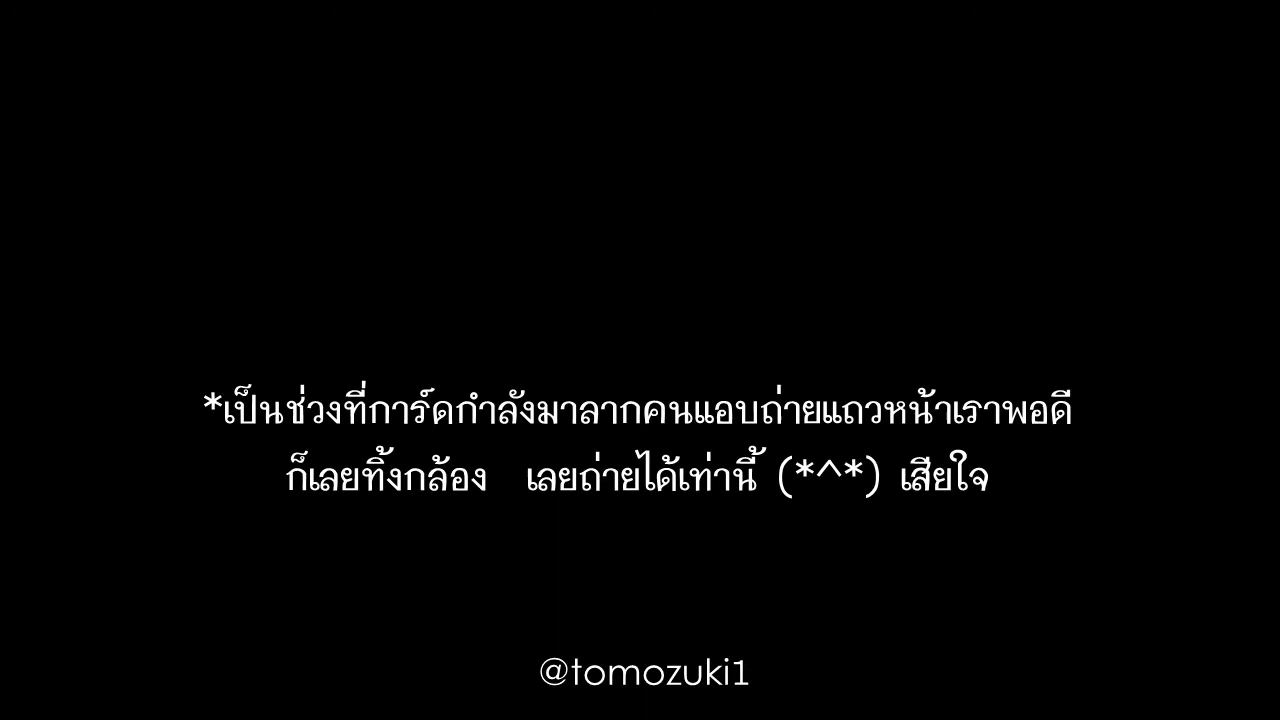 *เป็นช่วงที่การ์ดกำลังมาลากคนแอบถ่ายแถวหน้าเราพอดี
ก็เลยทิ้งกล้อง เลยถ่ายได้เท่านี้ (*^*) เสียใจ
@tomozuki1